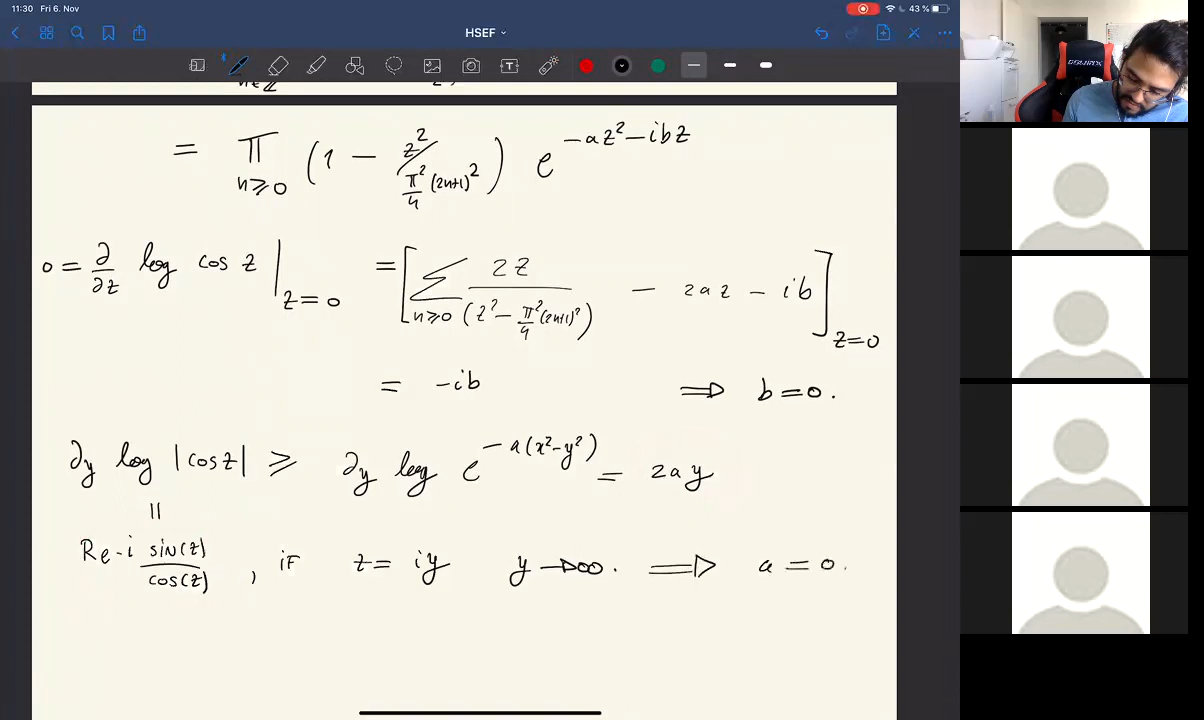 11:30 Fri 6. Nov
43 %
HSEF
= ∏_{n≥0} (1 − z²/(π²/4 (2n+1)²)) e^{−az²−ibz}
0 = ∂/∂z log cos z |_{z=0} = [ Σ_{n≥0} 2z/(z² − π²/4 (2n+1)²) − 2az − ib ]_{z=0}
= −ib ⟹ b = 0.
∂y log |cos z| ≥ ∂y log e^{−a(x²−y²)} = 2ay
||
Re −i sin(z)/cos(z) , iF z = iy y → ∞. ⟹ a = 0.